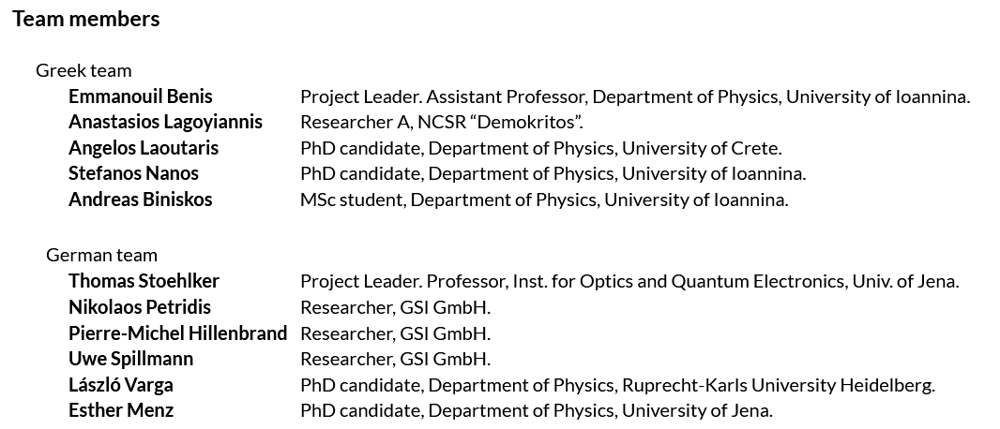 Team members
Greek team
Emmanouil Benis Project Leader. Assistant Professor, Department of Physics, University of Ioannina.
Anastasios Lagoyiannis Researcher A, NCSR “Demokritos”.
Angelos Laoutaris PhD candidate, Department of Physics, University of Crete.
Stefanos Nanos PhD candidate, Department of Physics, University of Ioannina.
Andreas Biniskos MSc student, Department of Physics, University of Ioannina.
German team
Thomas Stoehlker Project Leader. Professor, Inst. for Optics and Quantum Electronics, Univ. of Jena.
Nikolaos Petridis Researcher, GSI GmbH.
Pierre-Michel Hillenbrand Researcher, GSI GmbH.
Uwe Spillmann Researcher, GSI GmbH.
László Varga PhD candidate, Department of Physics, Ruprecht-Karls University Heidelberg.
Esther Menz PhD candidate, Department of Physics, University of Jena.